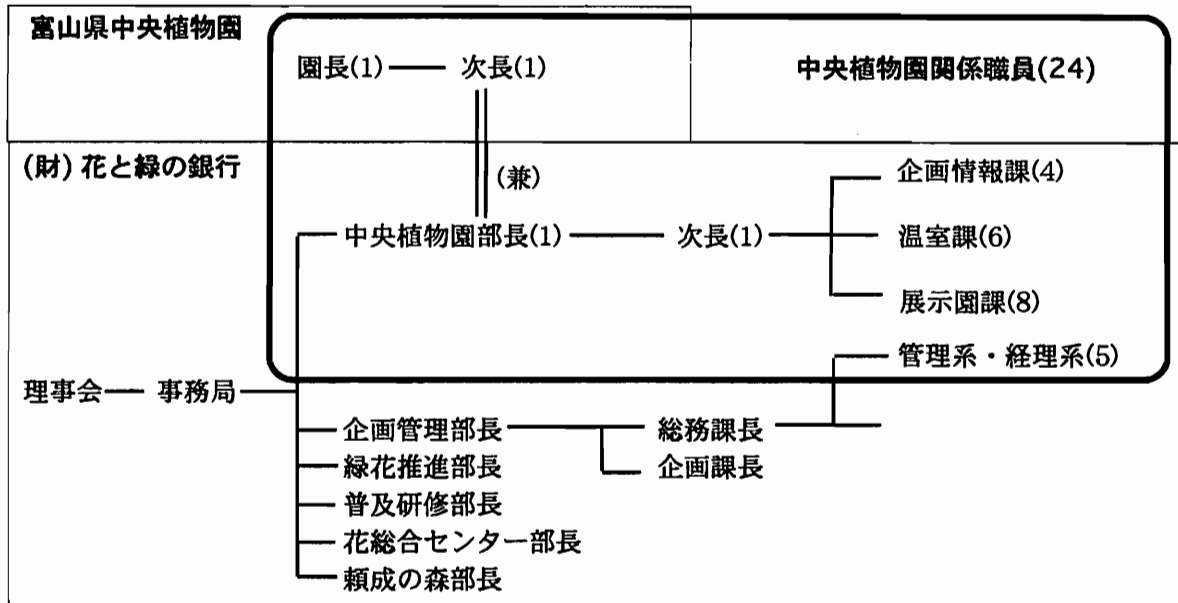 富山県中央植物園
園長(1) 次長(1) 中央植物園関係職員(24)
(財)花と緑の銀行
(兼)
企画情報課(4)
中央植物園部長(1) 次長(1) 温室課(6)
展示園課(8)
管理系・経理系(5)
理事会 事務局
企画管理部長 総務課長
緑花推進部長 企画課長
普及研修部長
花総合センター部長
頼成の森部長